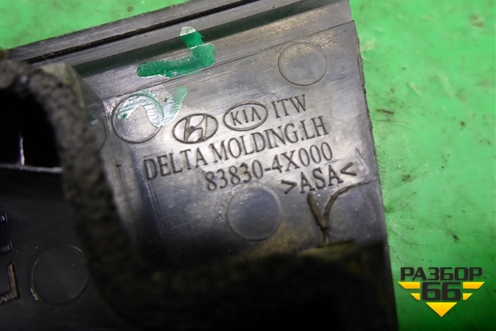 KIA ITW
DELTA MOLDING.LH
83830-4X000
>ASA<
РАЗБОР
66